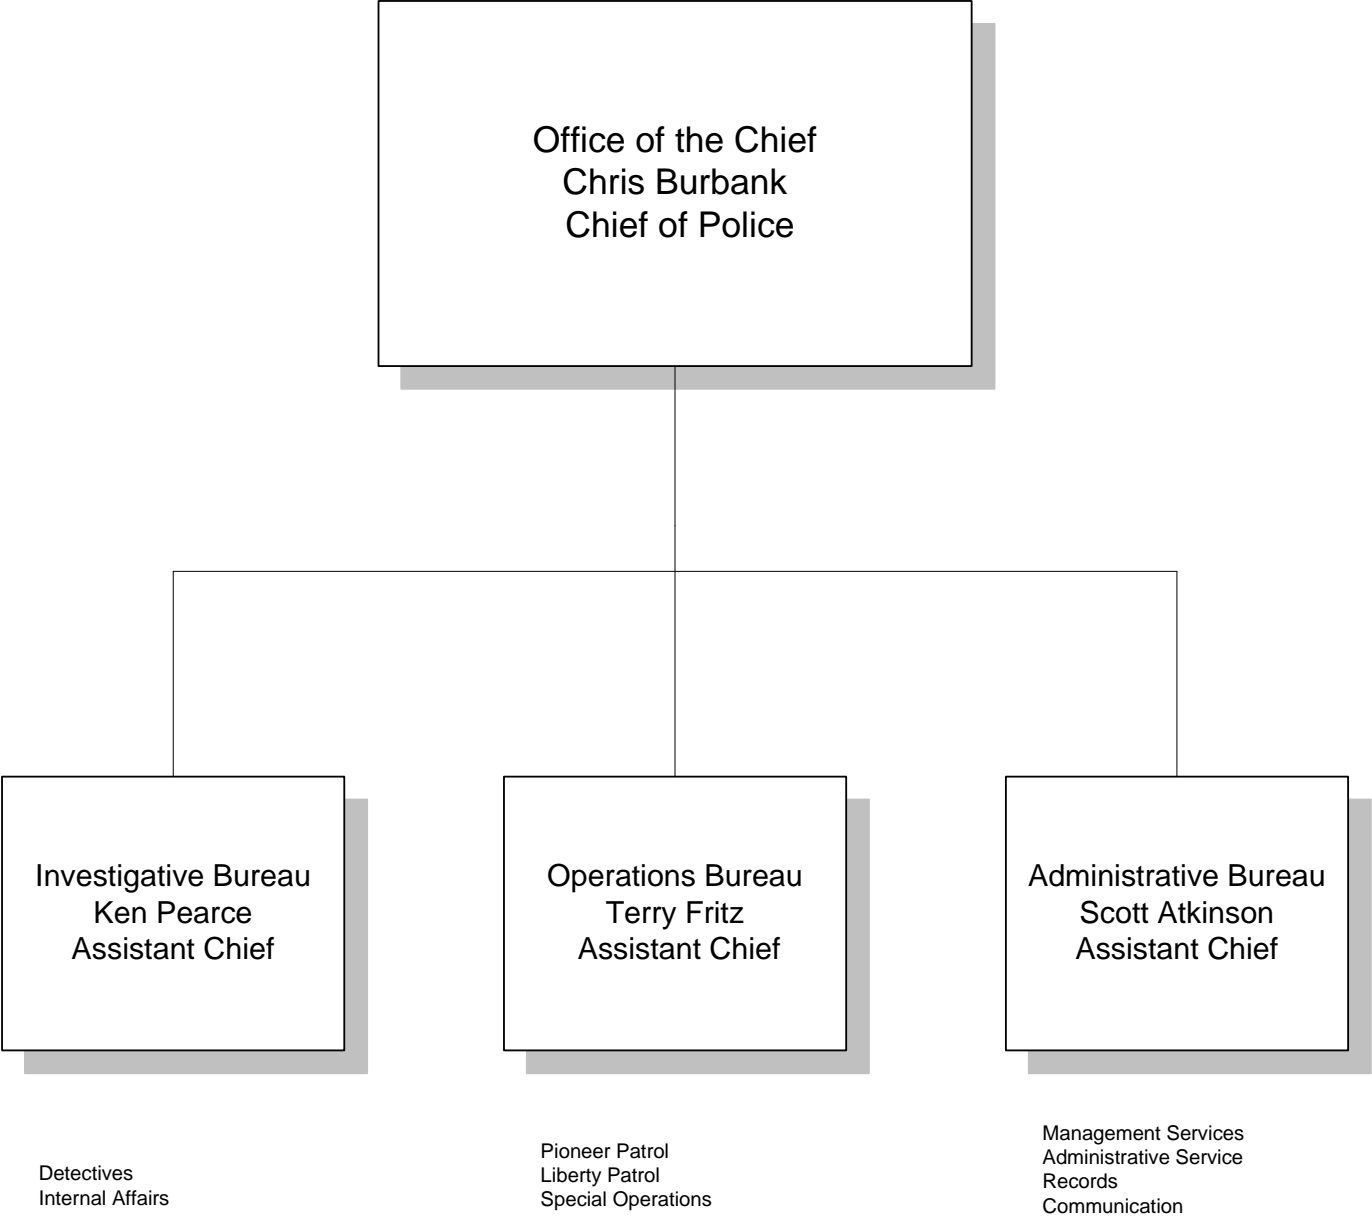 Office of the Chief
Chris Burbank
Chief of Police
Investigative Bureau
Ken Pearce
Assistant Chief
Operations Bureau
Terry Fritz
Assistant Chief
Administrative Bureau
Scott Atkinson
Assistant Chief
Detectives
Internal Affairs
Pioneer Patrol
Liberty Patrol
Special Operations
Management Services
Administrative Service
Records
Communication